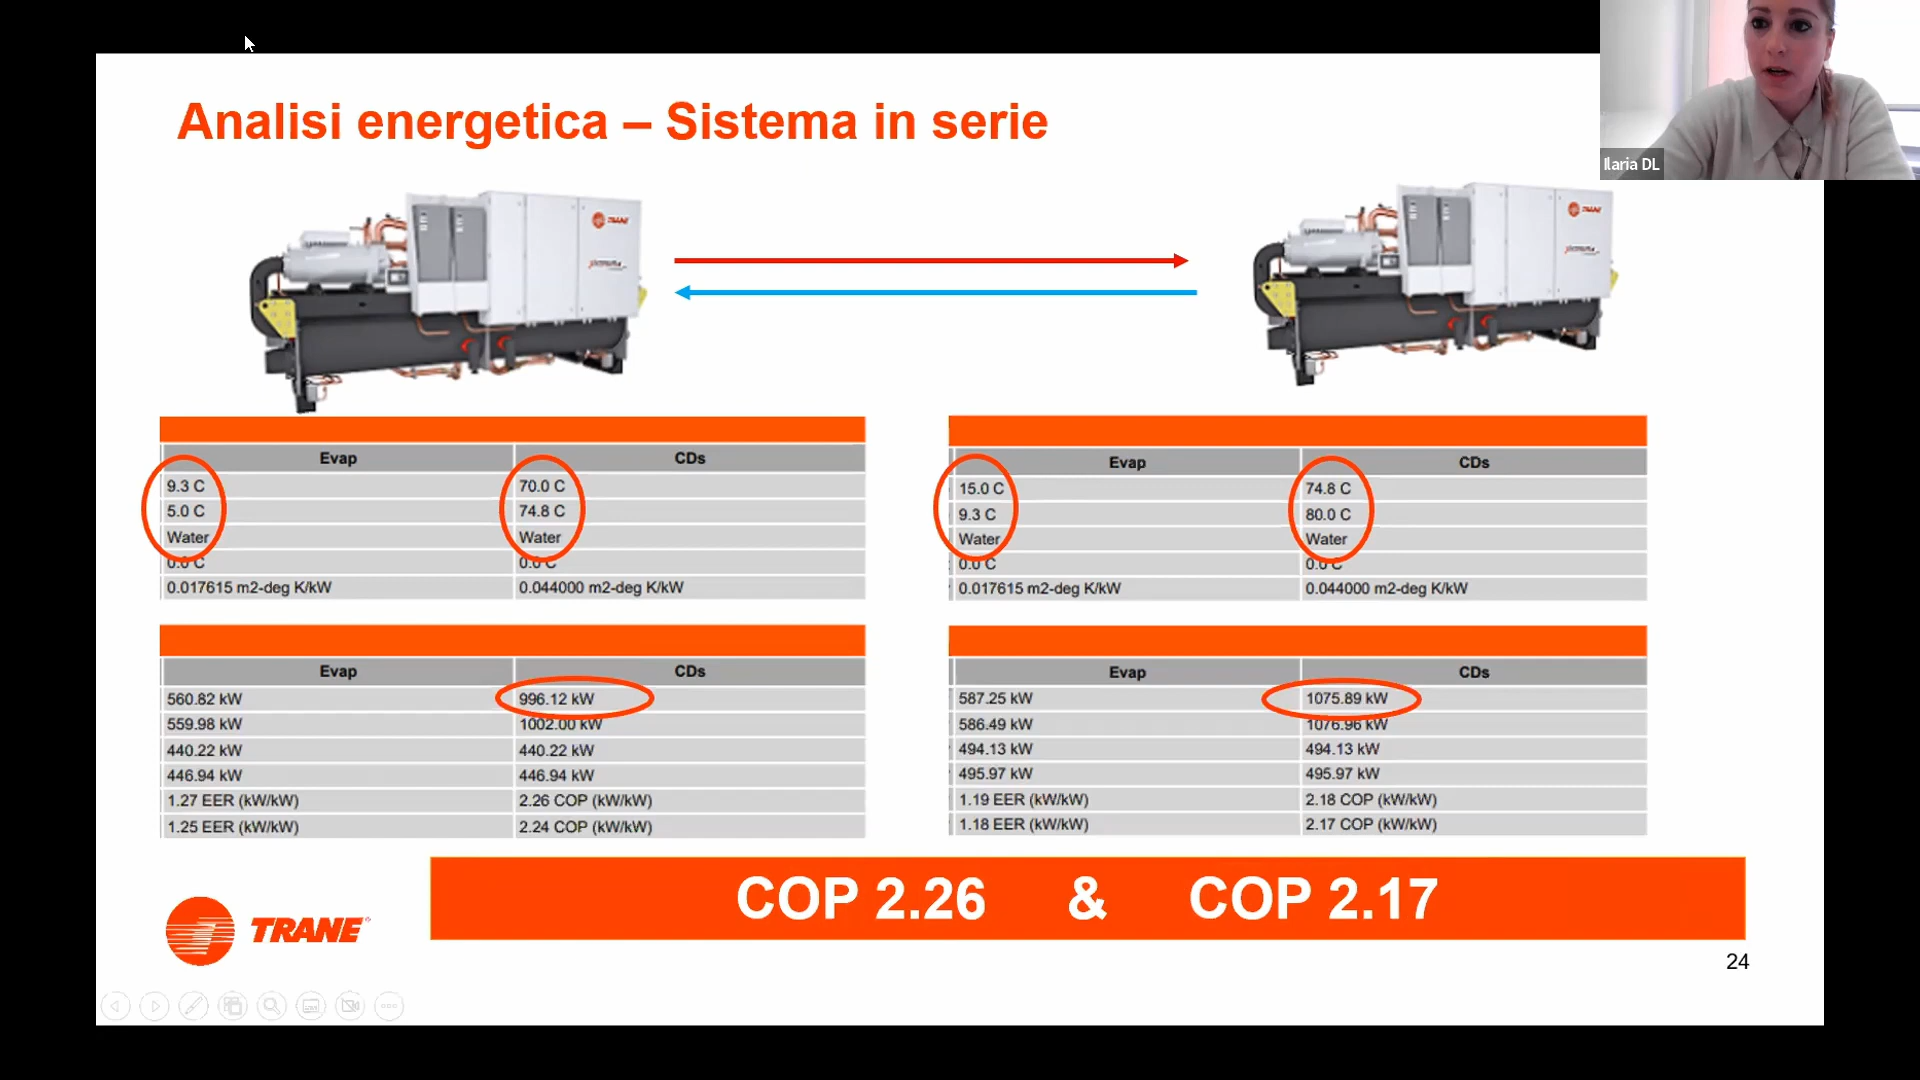 Analisi energetica – Sistema in serie
Ilaria DL
TRANE
TRANE
Evap CDs
9.3 C 70.0 C
5.0 C 74.8 C
Water Water
0.0 C 0.0 C
0.017615 m2-deg K/kW 0.044000 m2-deg K/kW
Evap CDs
15.0 C 74.8 C
9.3 C 80.0 C
Water Water
0.0 C 0.0 C
0.017615 m2-deg K/kW 0.044000 m2-deg K/kW
Evap CDs
560.82 kW 996.12 kW
559.98 kW 1002.00 kW
440.22 kW 440.22 kW
446.94 kW 446.94 kW
1.27 EER (kW/kW) 2.26 COP (kW/kW)
1.25 EER (kW/kW) 2.24 COP (kW/kW)
Evap CDs
587.25 kW 1075.89 kW
586.49 kW 1076.96 kW
494.13 kW 494.13 kW
495.97 kW 495.97 kW
1.19 EER (kW/kW) 2.18 COP (kW/kW)
1.18 EER (kW/kW) 2.17 COP (kW/kW)
COP 2.26 & COP 2.17
TRANE
24